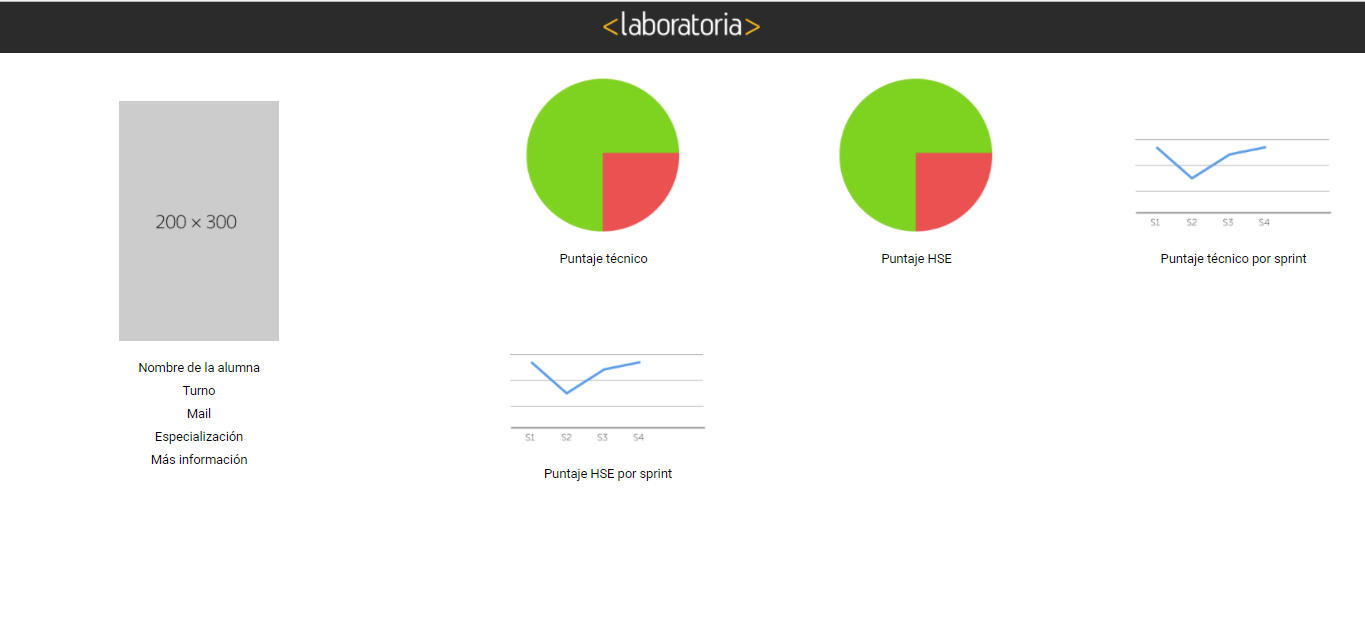 <laboratoria>
200 × 300
Nombre de la alumna
Turno
Mail
Especialización
Más información
Puntaje técnico
Puntaje HSE
S1 S2 S3 S4
Puntaje técnico por sprint
S1 S2 S3 S4
Puntaje HSE por sprint